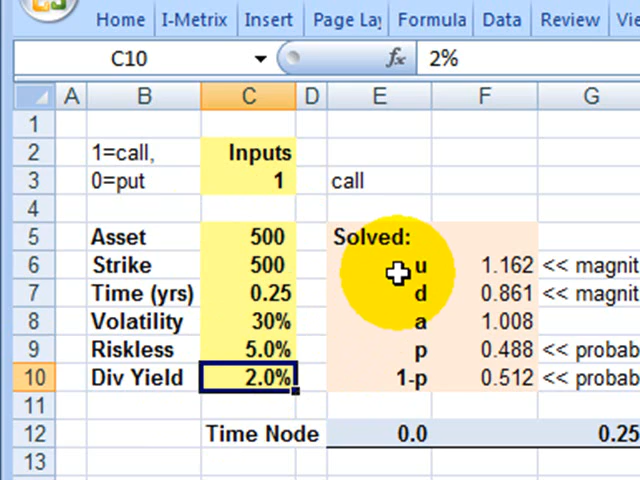 Home I-Metrix Insert Page Lay Formula Data Review Vie
C10 fx 2%
A B C D E F G
1
2 1=call, Inputs
3 0=put 1 call
4
5 Asset 500 Solved:
6 Strike 500 u 1.162 << magnit
7 Time (yrs) 0.25 d 0.861 << magnit
8 Volatility 30% a 1.008
9 Riskless 5.0% p 0.488 << probab
10 Div Yield 2.0% 1-p 0.512 << probab
11
12 Time Node 0.0 0.25
13